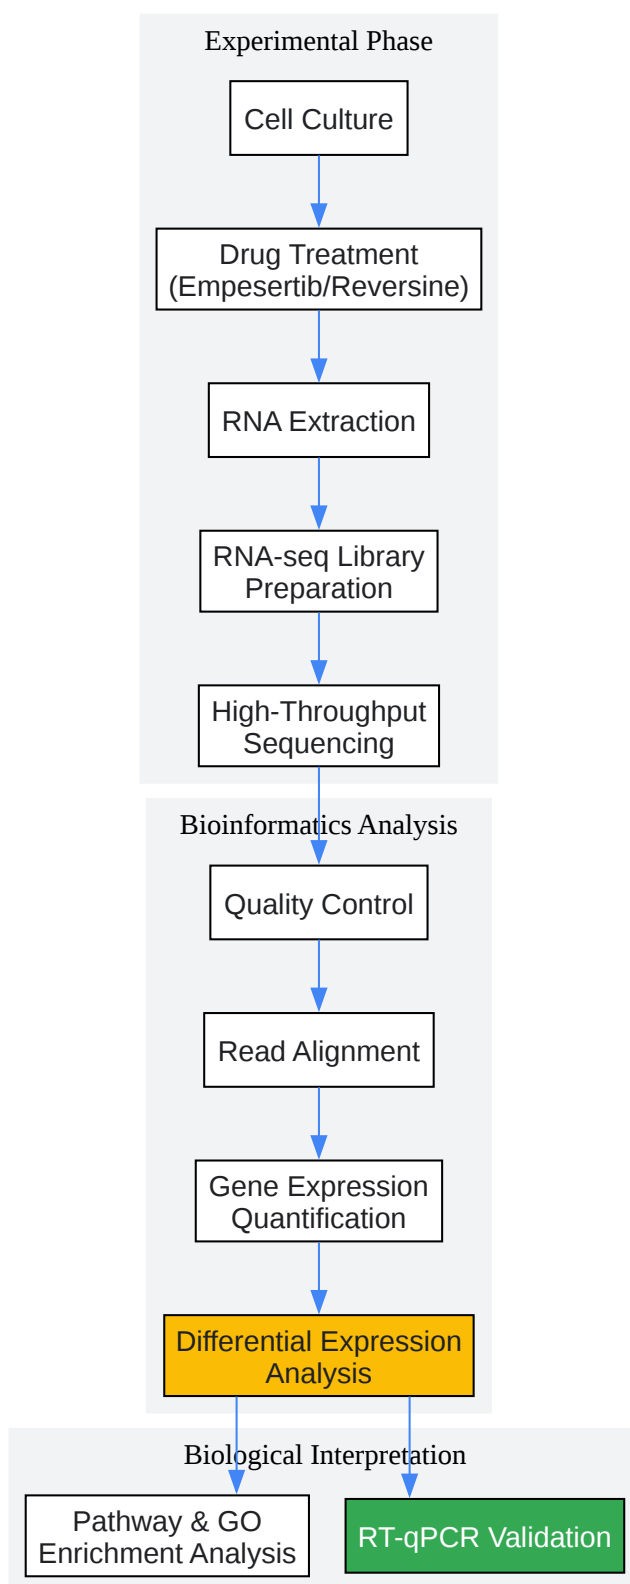 Experimental Phase
Cell Culture
Drug Treatment
(Empesertib/Reversine)
RNA Extraction
RNA-seq Library
Preparation
High-Throughput
Sequencing
Bioinformatics Analysis
Quality Control
Read Alignment
Gene Expression
Quantification
Differential Expression
Analysis
Biological Interpretation
Pathway & GO
Enrichment Analysis
RT-qPCR Validation